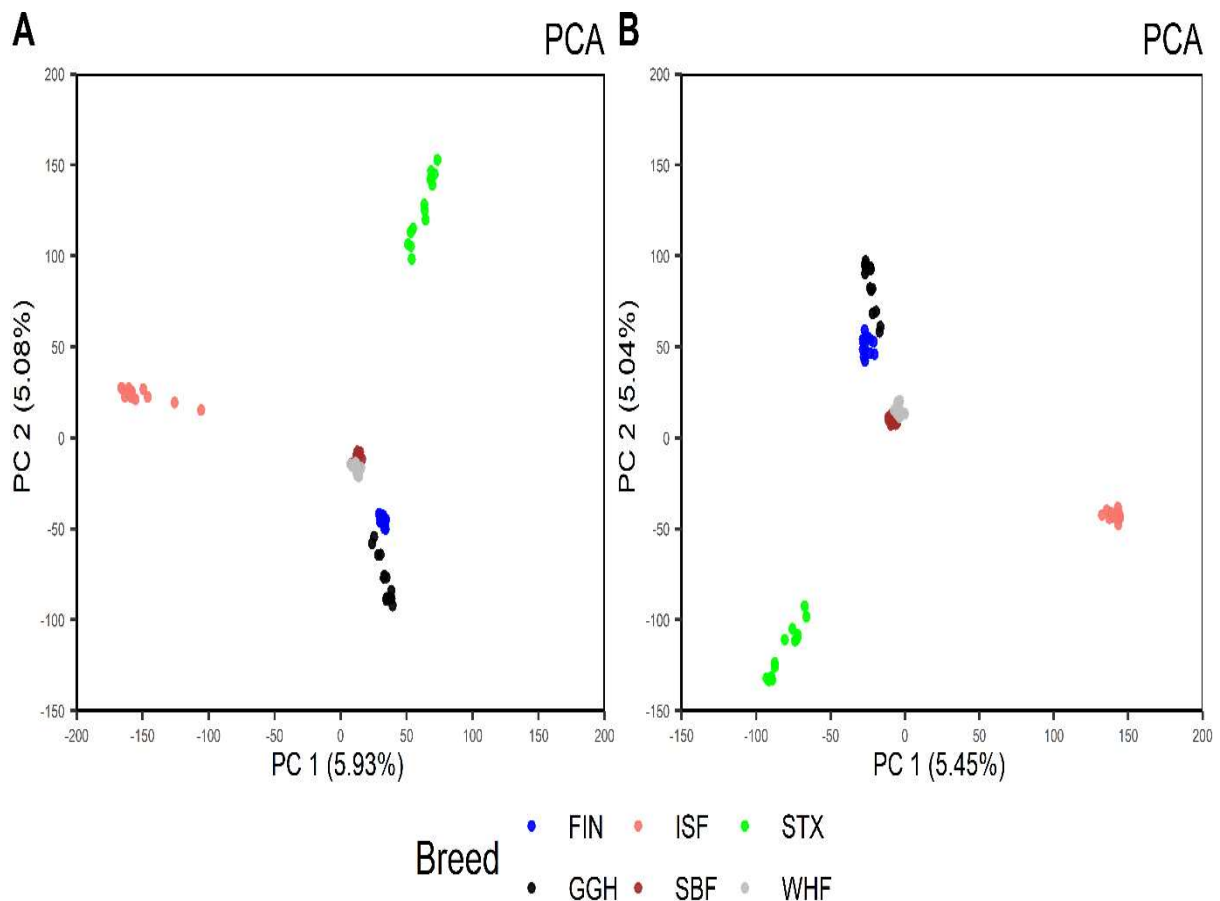 A PCA
200
150
100
50
0
-50
-100
-150
-200 -150 -100 -50 0 50 100 150 200
PC 1 (5.93%)
PC 2 (5.08%)
B PCA
200
150
100
50
0
-50
-100
-150
-150 -100 -50 0 50 100 150 200
PC 1 (5.45%)
PC 2 (5.04%)
Breed
FIN ISF STX
GGH SBF WHF